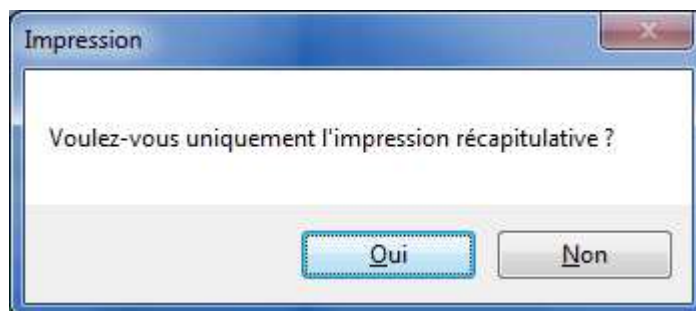 Impression
Voulez-vous uniquement l'impression récapitulative ?
Oui
Non